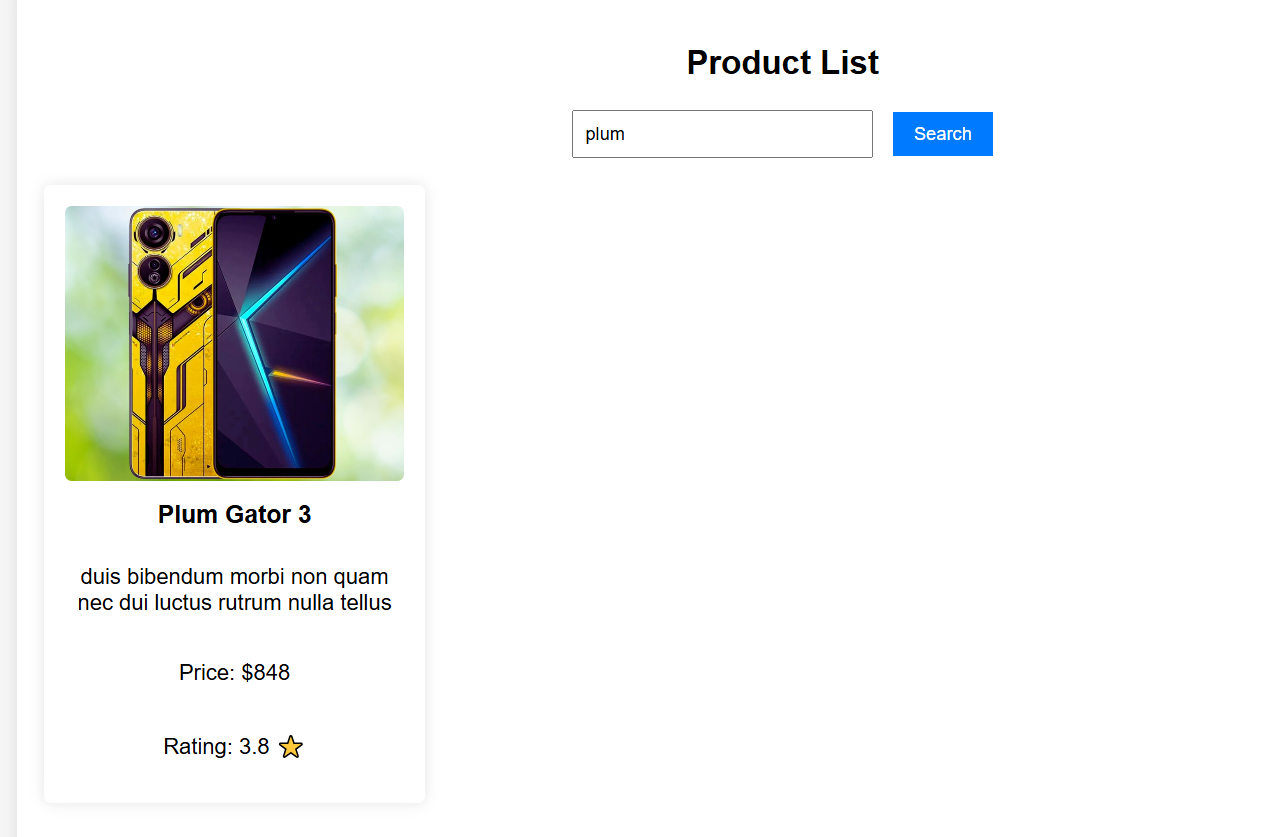 Product List
plum
Search
Plum Gator 3
duis bibendum morbi non quam
nec dui luctus rutrum nulla tellus
Price: $848
Rating: 3.8 ⭐